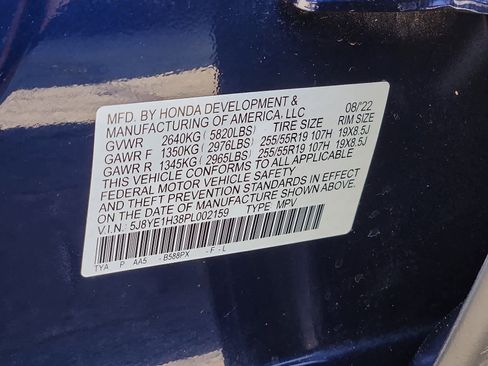 MFD. BY HONDA DEVELOPMENT & 08/'22
MANUFACTURING OF AMERICA, LLC
GVWR 2640KG (5820LBS) TIRE SIZE RIM SIZE
GAWR F 1350KG (2976LBS) 255/55R19 107H 19X8.5J
GAWR R 1345KG (2965LBS) 255/55R19 107H 19X8.5J
THIS VEHICLE CONFORMS TO ALL APPLICABLE
FEDERAL MOTOR VEHICLE SAFETY
AND THEFT PREVENTION STANDARDS IN EFFECT
ON THE DATE OF MANUFACTURE SHOWN ABOVE.
V.I.N.: 5J8YE1H38PL002159 TYPE: MPV
TYA P AA5 -B588PX -F-L